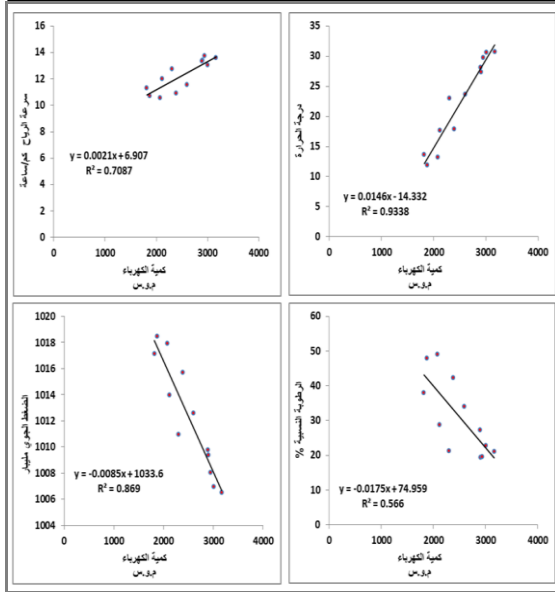 سرعة الرياح كم/ساعة
16
14
12
10
8
6
4
2
0
y = 0.0021x + 6.907
R² = 0.7087
0 1000 2000 3000 4000
كمية الكهرباء
م.و.س
درجة الحرارة
35
30
25
20
15
10
5
0
y = 0.0146x - 14.332
R² = 0.9338
0 1000 2000 3000 4000
كمية الكهرباء
م.و.س
الضغط الجوي مليبار
1020
1018
1016
1014
1012
1010
1008
1006
1004
y = -0.0085x + 1033.6
R² = 0.869
0 1000 2000 3000 4000
كمية الكهرباء
م.و.س
الرطوبة النسبية %
60
50
40
30
20
10
0
y = -0.0175x + 74.959
R² = 0.566
0 1000 2000 3000 4000
كمية الكهرباء
م.و.س